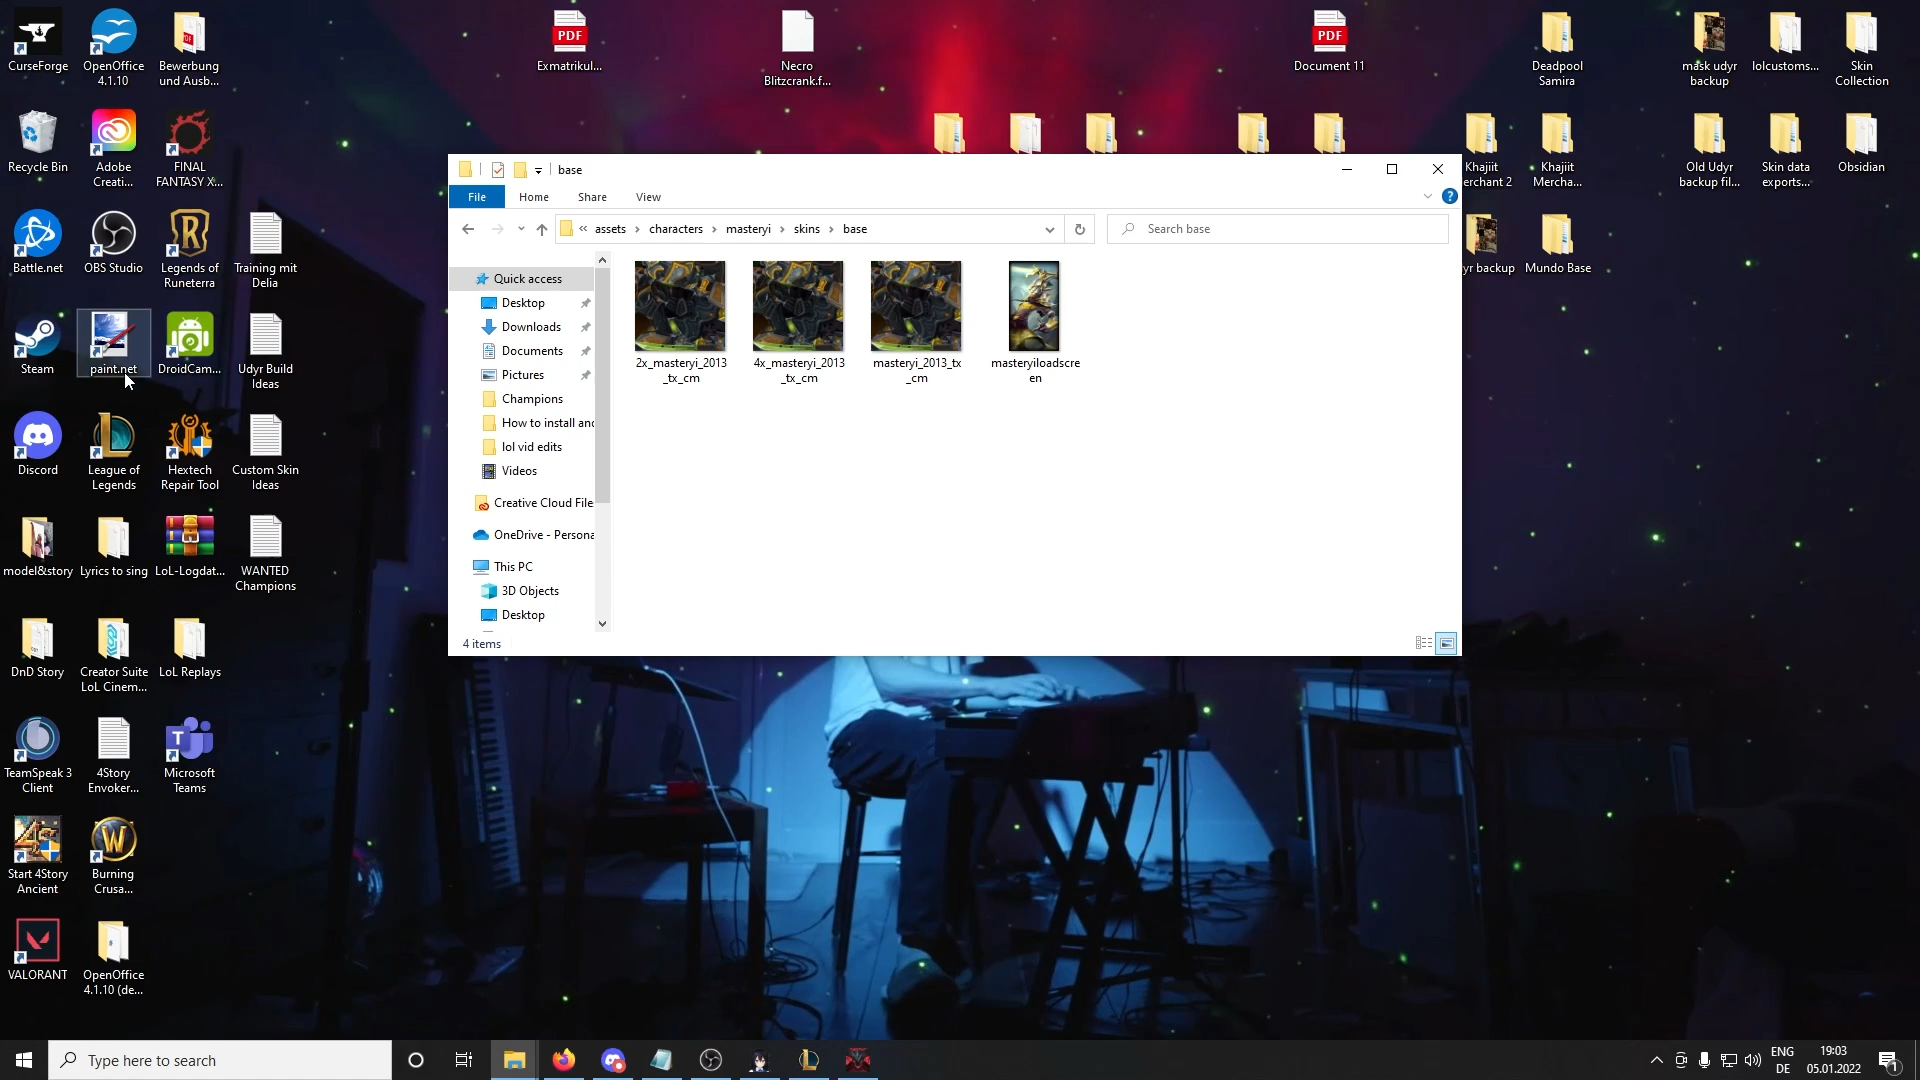 CurseForge
OpenOffice
4.1.10
Bewerbung
und Ausb...
PDF
Exmatrikul...
Necro
Blitzcrank.f...
PDF
Document 11
Deadpool
Samira
mask udyr
backup
lolcustoms...
Skin
Collection
Recycle Bin
Adobe
Creati...
FINAL
FANTASY X...
Khajiit
erchant 2
Khajiit
Mercha...
Old Udyr
backup fil...
Skin data
exports...
Obsidian
Battle.net
OBS Studio
Legends of
Runeterra
Training mit
Delia
yr backup
Mundo Base
Steam
paint.net
DroidCam...
Udyr Build
Ideas
Discord
League of
Legends
Hextech
Repair Tool
Custom Skin
Ideas
model&story
Lyrics to sing
LoL-Logdat...
WANTED
Champions
DnD Story
Creator Suite
LoL Cinem...
LoL Replays
TeamSpeak 3
Client
4Story
Envoker...
Microsoft
Teams
Start 4Story
Ancient
Burning
Crusa...
VALORANT
OpenOffice
4.1.10 (de...
base
File Home Share View
« assets › characters › masteryi › skins › base
Search base
Quick access
Desktop
Downloads
Documents
Pictures
Champions
How to install and
lol vid edits
Videos
Creative Cloud File
OneDrive - Persona
This PC
3D Objects
Desktop
2x_masteryi_2013
_tx_cm
4x_masteryi_2013
_tx_cm
masteryi_2013_tx
_cm
masteryiloadscre
en
4 items
Type here to search
ENG
DE
19:03
05.01.2022
1